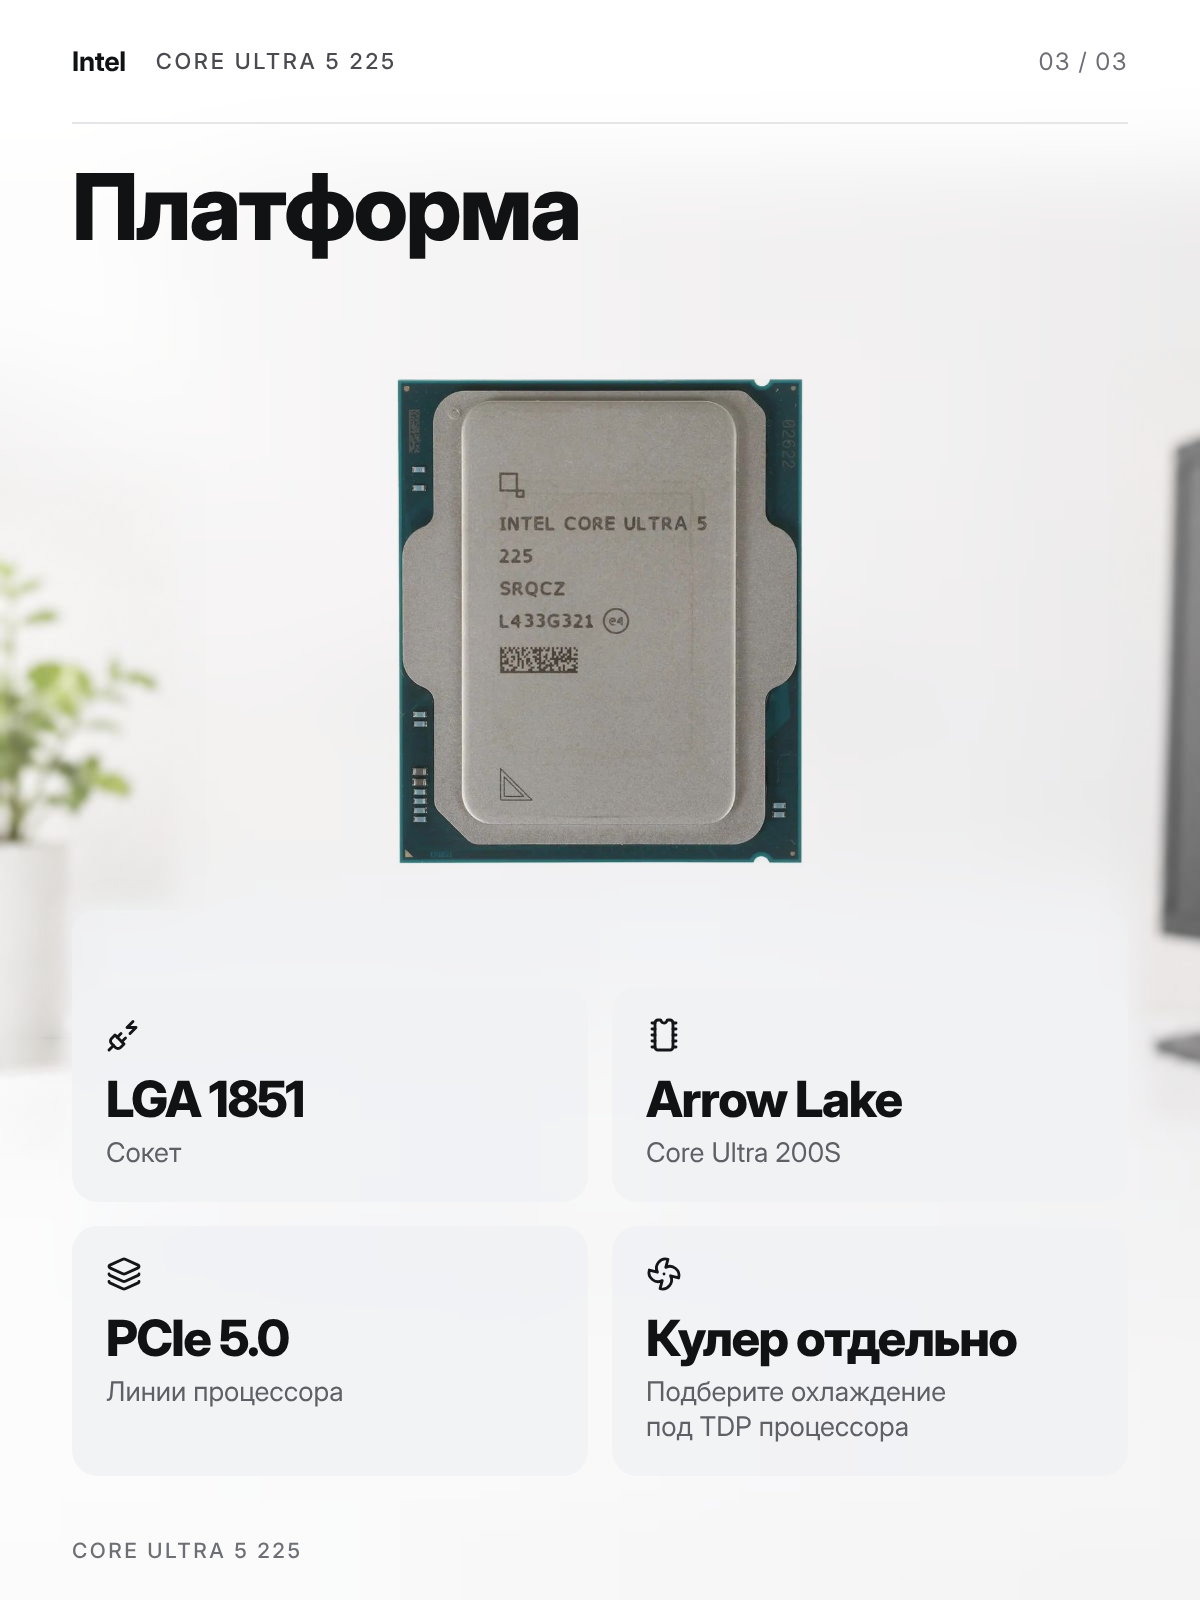 Intel CORE ULTRA 5 225 03 / 03
Платформа
02622
INTEL CORE ULTRA 5
225
SRQCZ
L433G321 e4
LGA 1851
Сокет
Arrow Lake
Core Ultra 200S
PCIe 5.0
Линии процессора
Кулер отдельно
Подберите охлаждение
под TDP процессора
CORE ULTRA 5 225